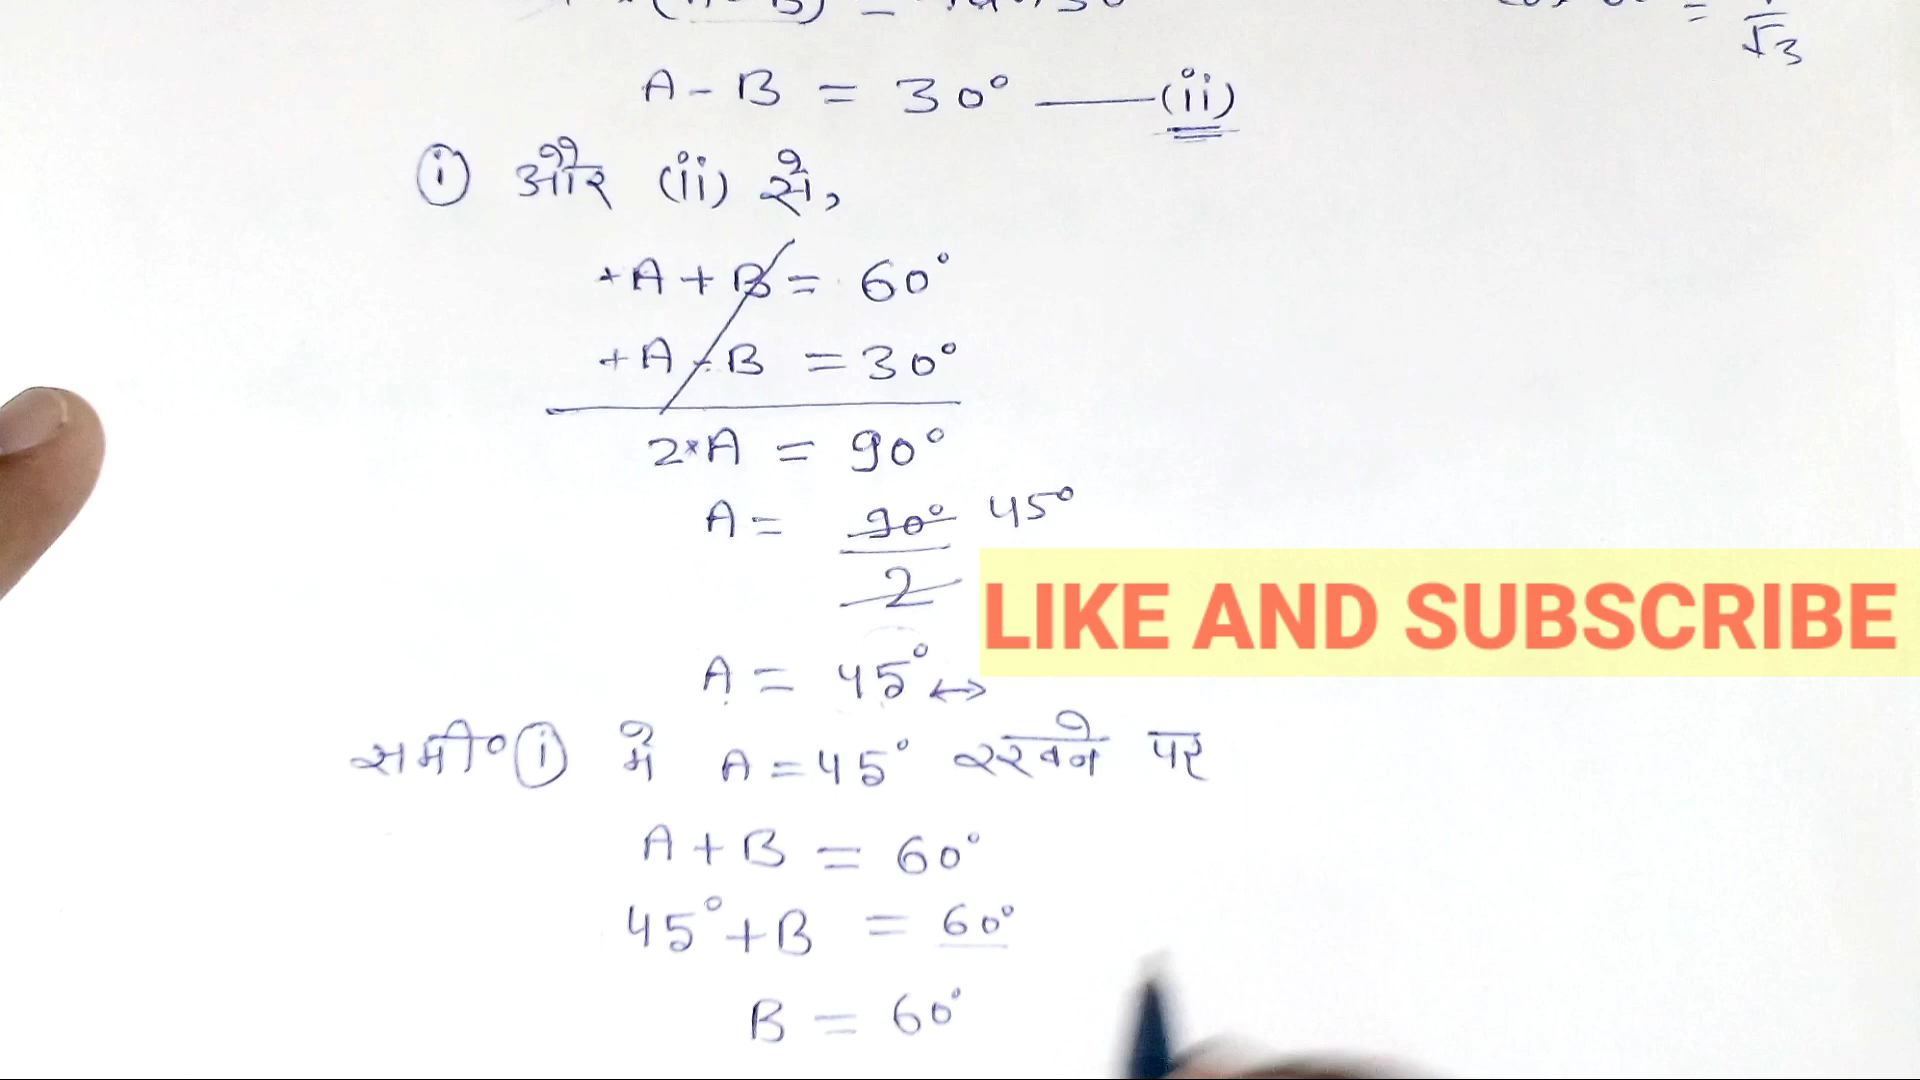 A - B = 30° —— (ii)
(i) और (ii) से,
+A + B = 60°
+A - B = 30°
2×A = 90°
A = 90°/2 45°
LIKE AND SUBSCRIBE
A = 45° ↔
समी० (i) में A = 45° रखने पर
A + B = 60°
45° + B = 60°
B = 60°